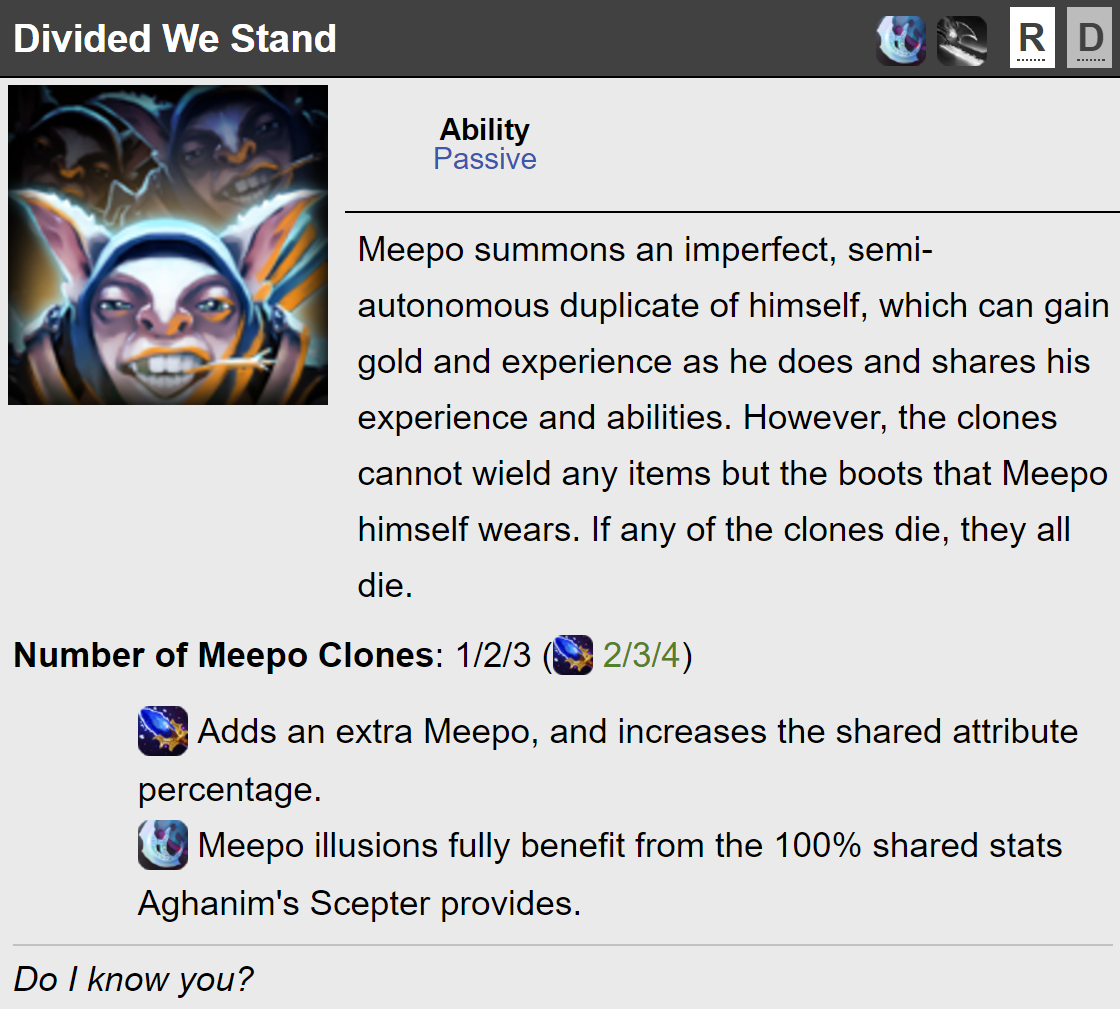 Divided We Stand R D
Ability
Passive
Meepo summons an imperfect, semi-
autonomous duplicate of himself, which can gain
gold and experience as he does and shares his
experience and abilities. However, the clones
cannot wield any items but the boots that Meepo
himself wears. If any of the clones die, they all
die.
Number of Meepo Clones: 1/2/3 ( 2/3/4)
Adds an extra Meepo, and increases the shared attribute
percentage.
Meepo illusions fully benefit from the 100% shared stats
Aghanim's Scepter provides.
Do I know you?